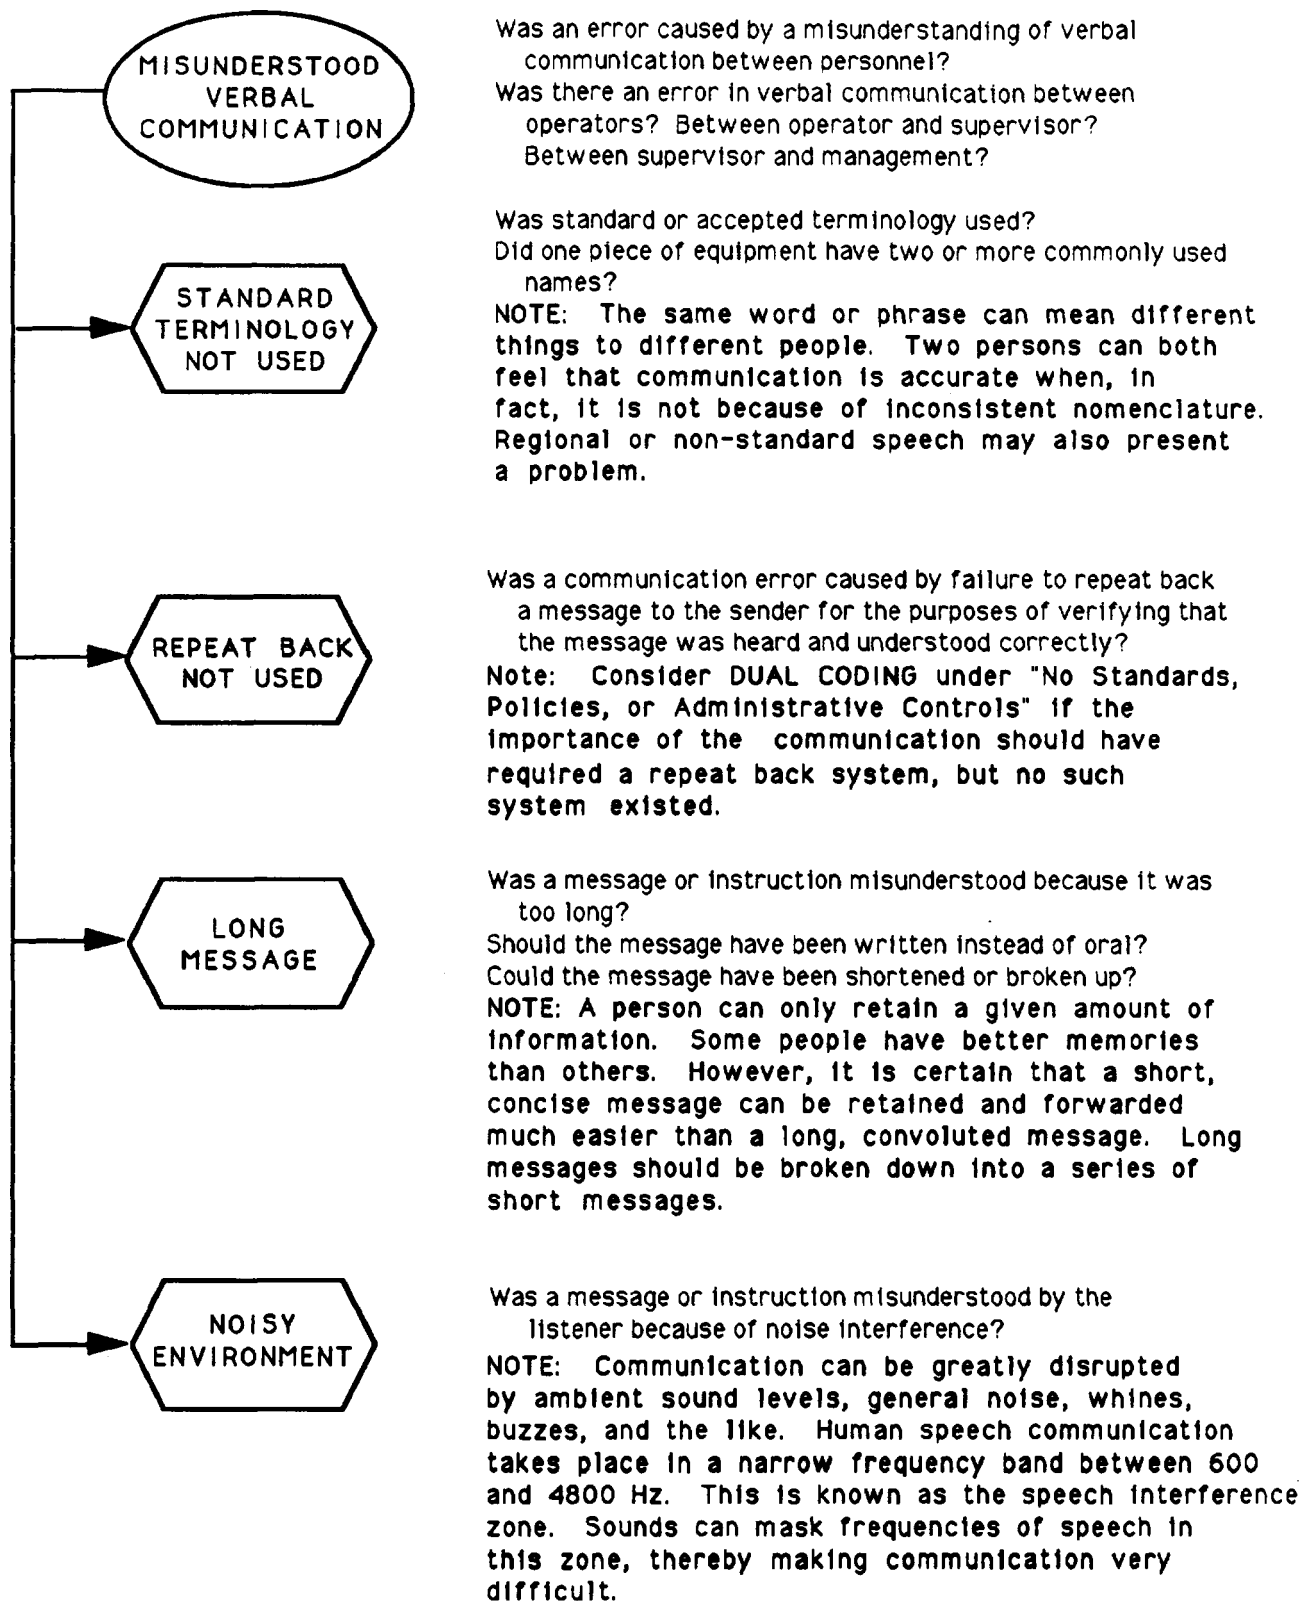 MISUNDERSTOOD
VERBAL
COMMUNICATION
Was an error caused by a misunderstanding of verbal
communication between personnel?
Was there an error in verbal communication between
operators? Between operator and supervisor?
Between supervisor and management?
STANDARD
TERMINOLOGY
NOT USED
Was standard or accepted terminology used?
Did one piece of equipment have two or more commonly used
names?
NOTE: The same word or phrase can mean different
things to different people. Two persons can both
feel that communication is accurate when, in
fact, it is not because of inconsistent nomenclature.
Regional or non-standard speech may also present
a problem.
REPEAT BACK
NOT USED
Was a communication error caused by failure to repeat back
a message to the sender for the purposes of verifying that
the message was heard and understood correctly?
Note: Consider DUAL CODING under "No Standards,
Policies, or Administrative Controls" if the
importance of the communication should have
required a repeat back system, but no such
system existed.
LONG
MESSAGE
Was a message or instruction misunderstood because it was
too long?
Should the message have been written instead of oral?
Could the message have been shortened or broken up?
NOTE: A person can only retain a given amount of
information. Some people have better memories
than others. However, it is certain that a short,
concise message can be retained and forwarded
much easier than a long, convoluted message. Long
messages should be broken down into a series of
short messages.
NOISY
ENVIRONMENT
Was a message or instruction misunderstood by the
listener because of noise interference?
NOTE: Communication can be greatly disrupted
by ambient sound levels, general noise, whines,
buzzes, and the like. Human speech communication
takes place in a narrow frequency band between 600
and 4800 Hz. This is known as the speech interference
zone. Sounds can mask frequencies of speech in
this zone, thereby making communication very
difficult.